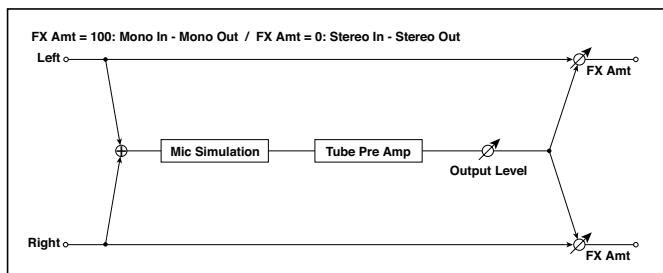 FX Amt = 100: Mono In - Mono Out / FX Amt = 0: Stereo In - Stereo Out
Left
FX Amt
Mic Simulation
Tube Pre Amp
Output Level
Right
FX Amt